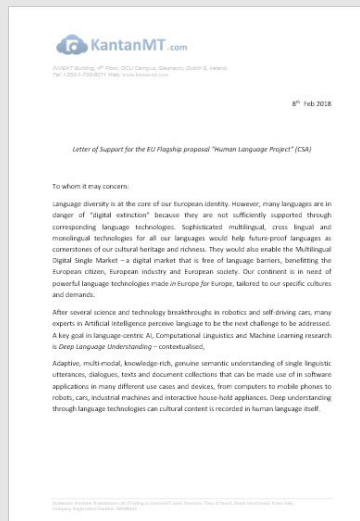 KantanMT.com
INVENT Building, 4th Floor, DCU Campus, Glasnevin, Dublin 9, Ireland.
8th Feb 2018
Letter of Support for the EU Flagship proposal "Human Language Project" (CSA)
To whom it may concern:
Language diversity is at the core of our European identity. However, many languages are in
danger of "digital extinction" because they are not sufficiently supported through
corresponding language technologies. Sophisticated multilingual, cross lingual and
monolingual technologies for all our languages would help future-proof languages as
cornerstones of our cultural heritage and richness. They would also enable the Multilingual
Digital Single Market – a digital market that is free of language barriers, benefitting the
European citizen, European industry and European society. Our continent is in need of
powerful language technologies made in Europe for Europe, tailored to our specific cultures
and demands.
After several science and technology breakthroughs in robotics and self-driving cars, many
experts in Artificial Intelligence perceive language to be the next challenge to be addressed.
A key goal in language-centric AI, Computational Linguistics and Machine Learning research
is Deep Language Understanding – contextualised,
Adaptive, multi-modal, knowledge-rich, genuine semantic understanding of single linguistic
utterances, dialogues, texts and document collections that can be made use of in software
applications in many different use cases and devices, from computers to mobile phones to
robots, cars, industrial machines and interactive house-hold appliances. Deep understanding
through language technologies can cultural content is recorded in human language itself.